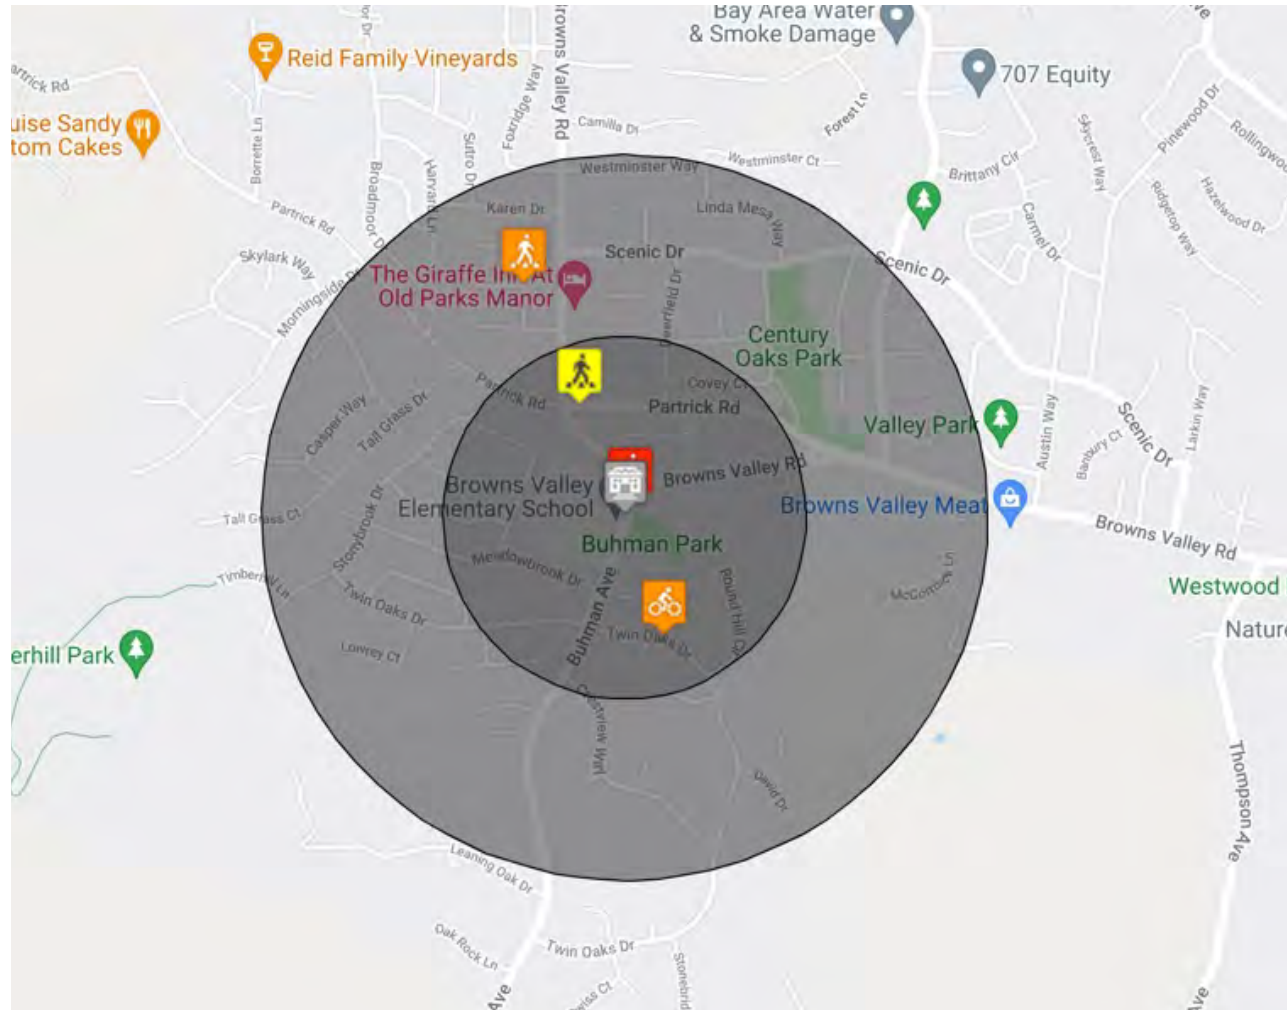 Bay Area Water
& Smoke Damage
Reid Family Vineyards
707 Equity
Browns Valley Rd
Foxridge Way
Camilla Dr
Forest Ln
Pinewood Dr
Skycrest Way
uise Sandy
tom Cakes
Borrette Ln
Sutro Dr
Westminster Way
Westminster Ct
Brittany Cir
Partrick Rd
Broadmoor D
Harvard Ln
Karen Dr
Linda Mesa Way
Carmel Dr
Ridgetop Way
Hazelwood Dr
Skylark Way
Scenic Dr
Scenic Dr
The Giraffe Inn At
Old Parks Manor
Morningside Dr
Deerfield Dr
Century
Oaks Park
Partrick Rd
Covey Ct
Partrick Rd
Casper Way
Tall Grass Dr
Valley Park
Austin Way
Banbury Ct
Scenic Dr
Larkin Way
Browns Valley
Elementary School
Browns Valley Rd
Browns Valley Meat
Browns Valley Rd
Tall Grass Ct
Stonybrook Dr
Buhman Park
Meadowbrook Dr
Timberhill Ln
Twin Oaks Dr
Buhman Ave
Round Hill Cir
Westwood
Nature
Lowrey Ct
Twin Oaks Dr
erhill Park
Crestview Way
David Dr
Thompson Ave
Leaning Oak Dr
Oak Rock Ln
Twin Oaks Dr
Stonebrid
wiss Ct
Ave
Ave